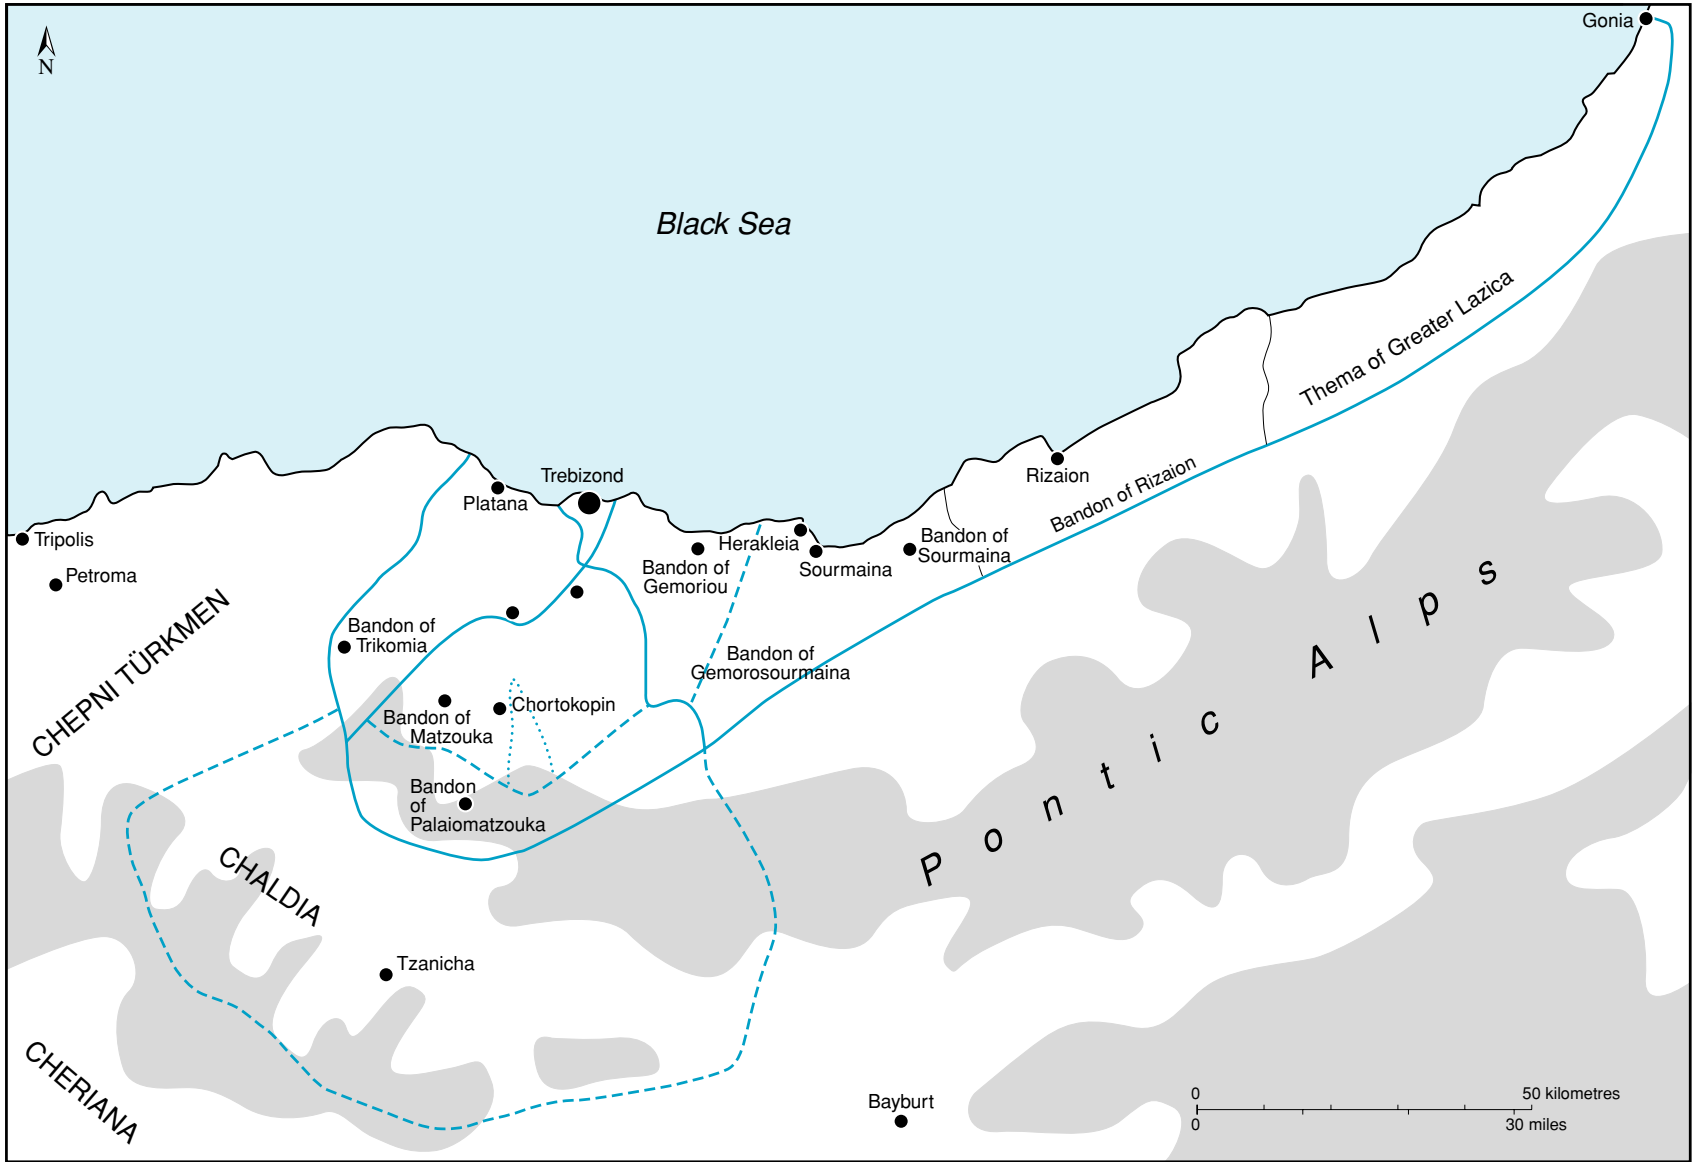 Gonia
N
Black Sea
Thema of Greater Lazica
Trebizond
Platana
Rizaion
Bandon of Rizaion
Tripolis
Petroma
Herakleia
Bandon of
Sourmaina
Bandon of
Gemoriou
Sourmaina
CHEPNI TÜRKMEN
Bandon of
Trikomia
Bandon of
Gemorosourmaina
Pontic Alps
Chortokopin
Bandon of
Matzouka
Bandon
of
Palaiomatzouka
CHALDIA
Tzanicha
CHERIANA
Bayburt
0 50 kilometres
0 30 miles